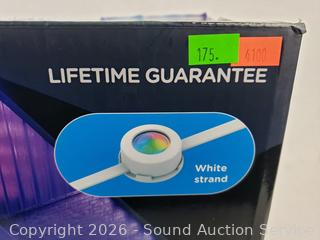 175.
6100
LIFETIME GUARANTEE
White
strand
Copyright 2026 - Sound Auction Service